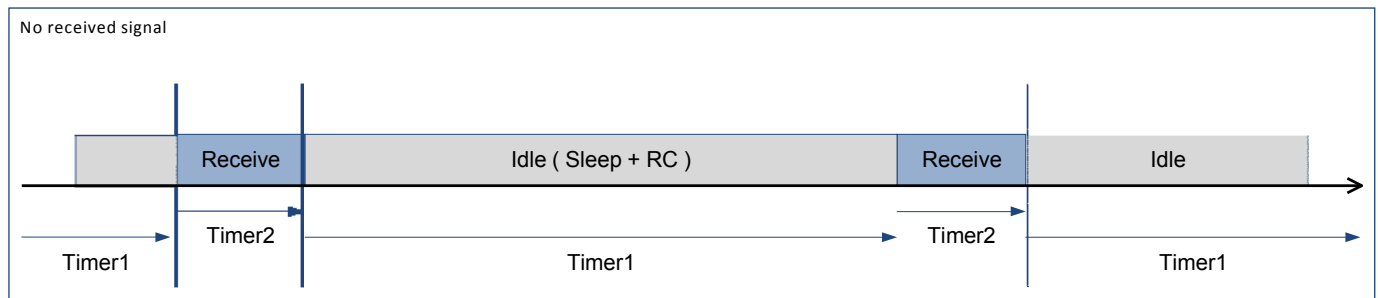 No received signal
Receive
Idle ( Sleep + RC )
Receive
Idle
Timer2
Timer2
Timer1
Timer1
Timer1